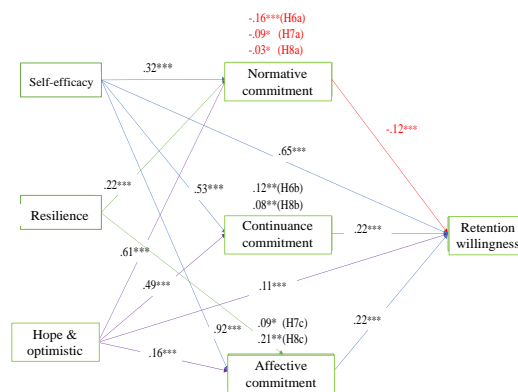 -.16***(H6a)
-.09* (H7a)
-.03* (H8a)
Self-efficacy
.32***
Normative
commitment
-.12***
.65***
.22***
.53***
.12**(H6b)
.08**(H8b)
Resilience
Continuance
commitment
.22***
Retention
willingness
.61***
.49***
.11***
Hope &
optimistic
.16***
.92***
.09* (H7c)
.21**(H8c)
.22***
Affective
commitment